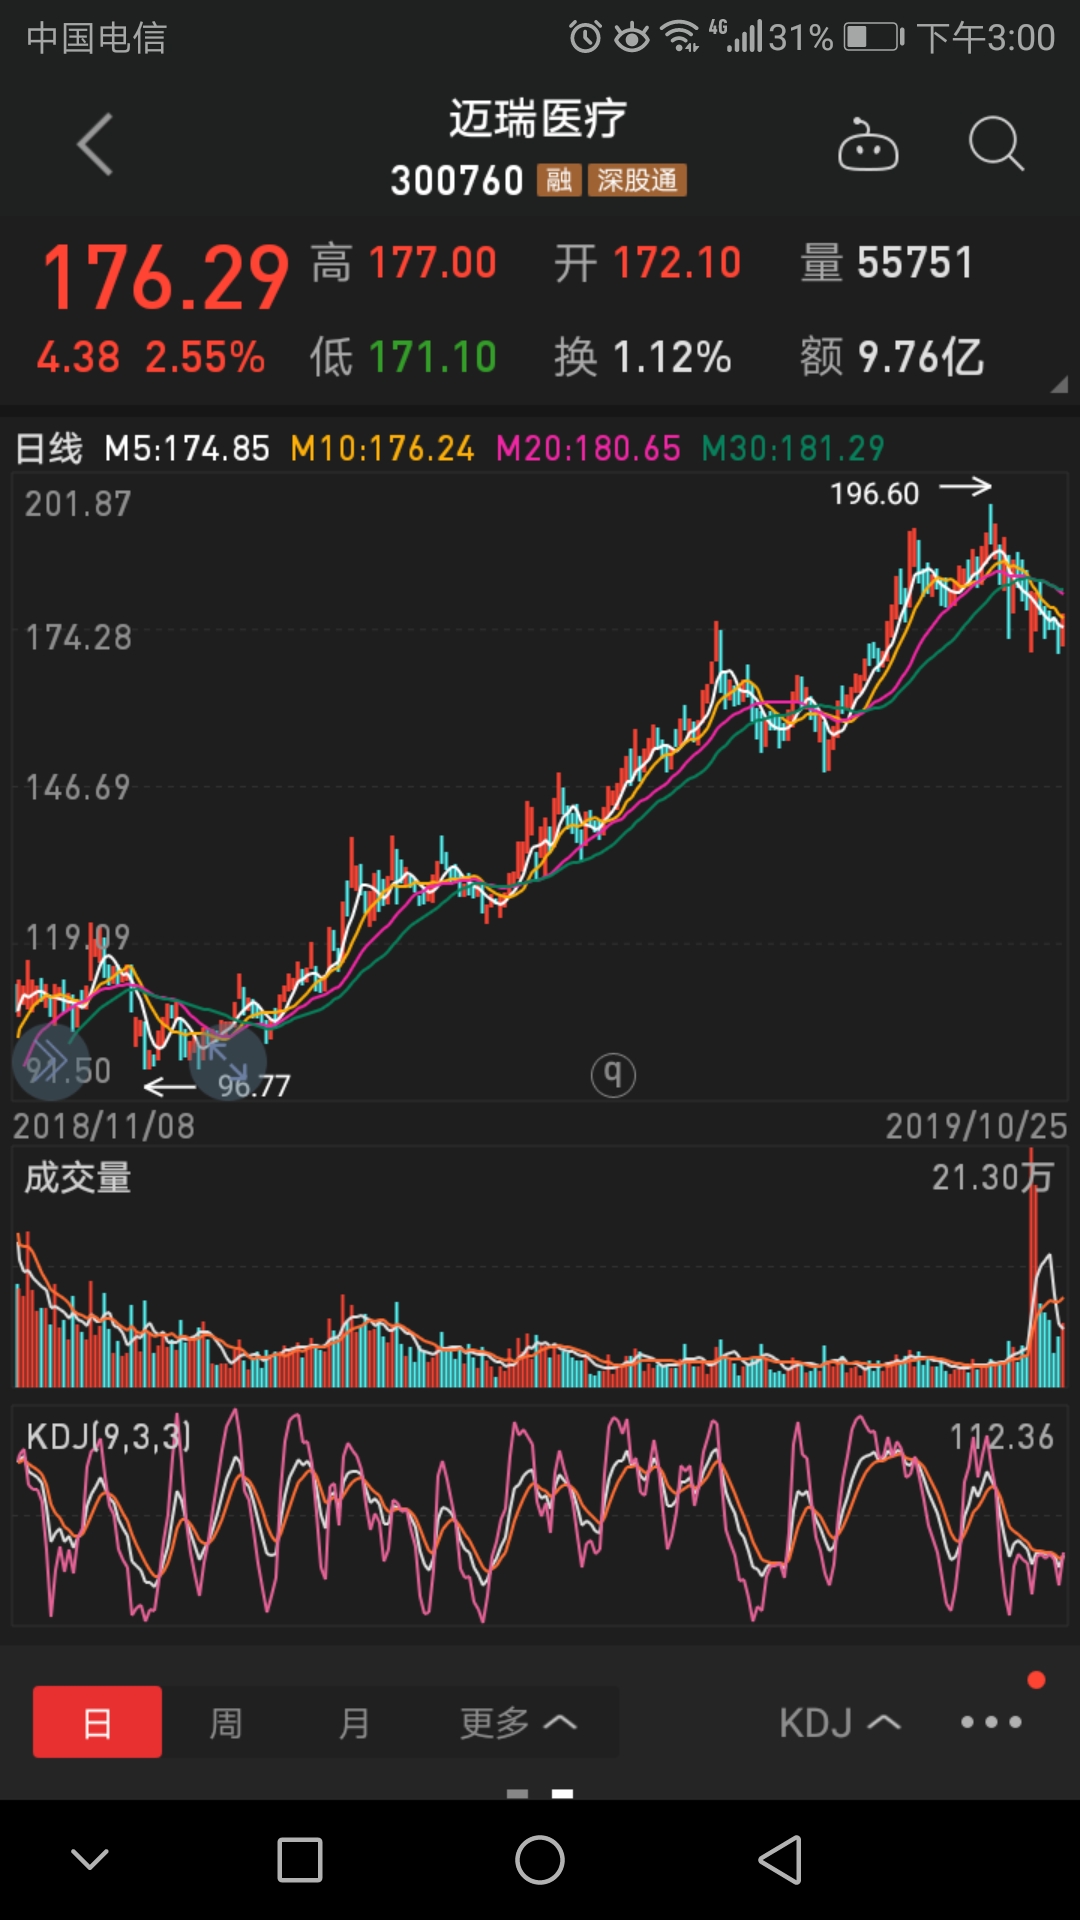 中国电信 4G 31% 下午3:00
迈瑞医疗
300760 融 深股通
176.29 高 177.00 开 172.10 量 55751
4.38 2.55% 低 171.10 换 1.12% 额 9.76亿
日线 M5:174.85 M10:176.24 M20:180.65 M30:181.29
201.87
196.60
174.28
146.69
119.09
91.50
96.77
q
2018/11/08 2019/10/25
成交量 21.30万
KDJ(9,3,3) 112.36
日 周 月 更多 KDJ